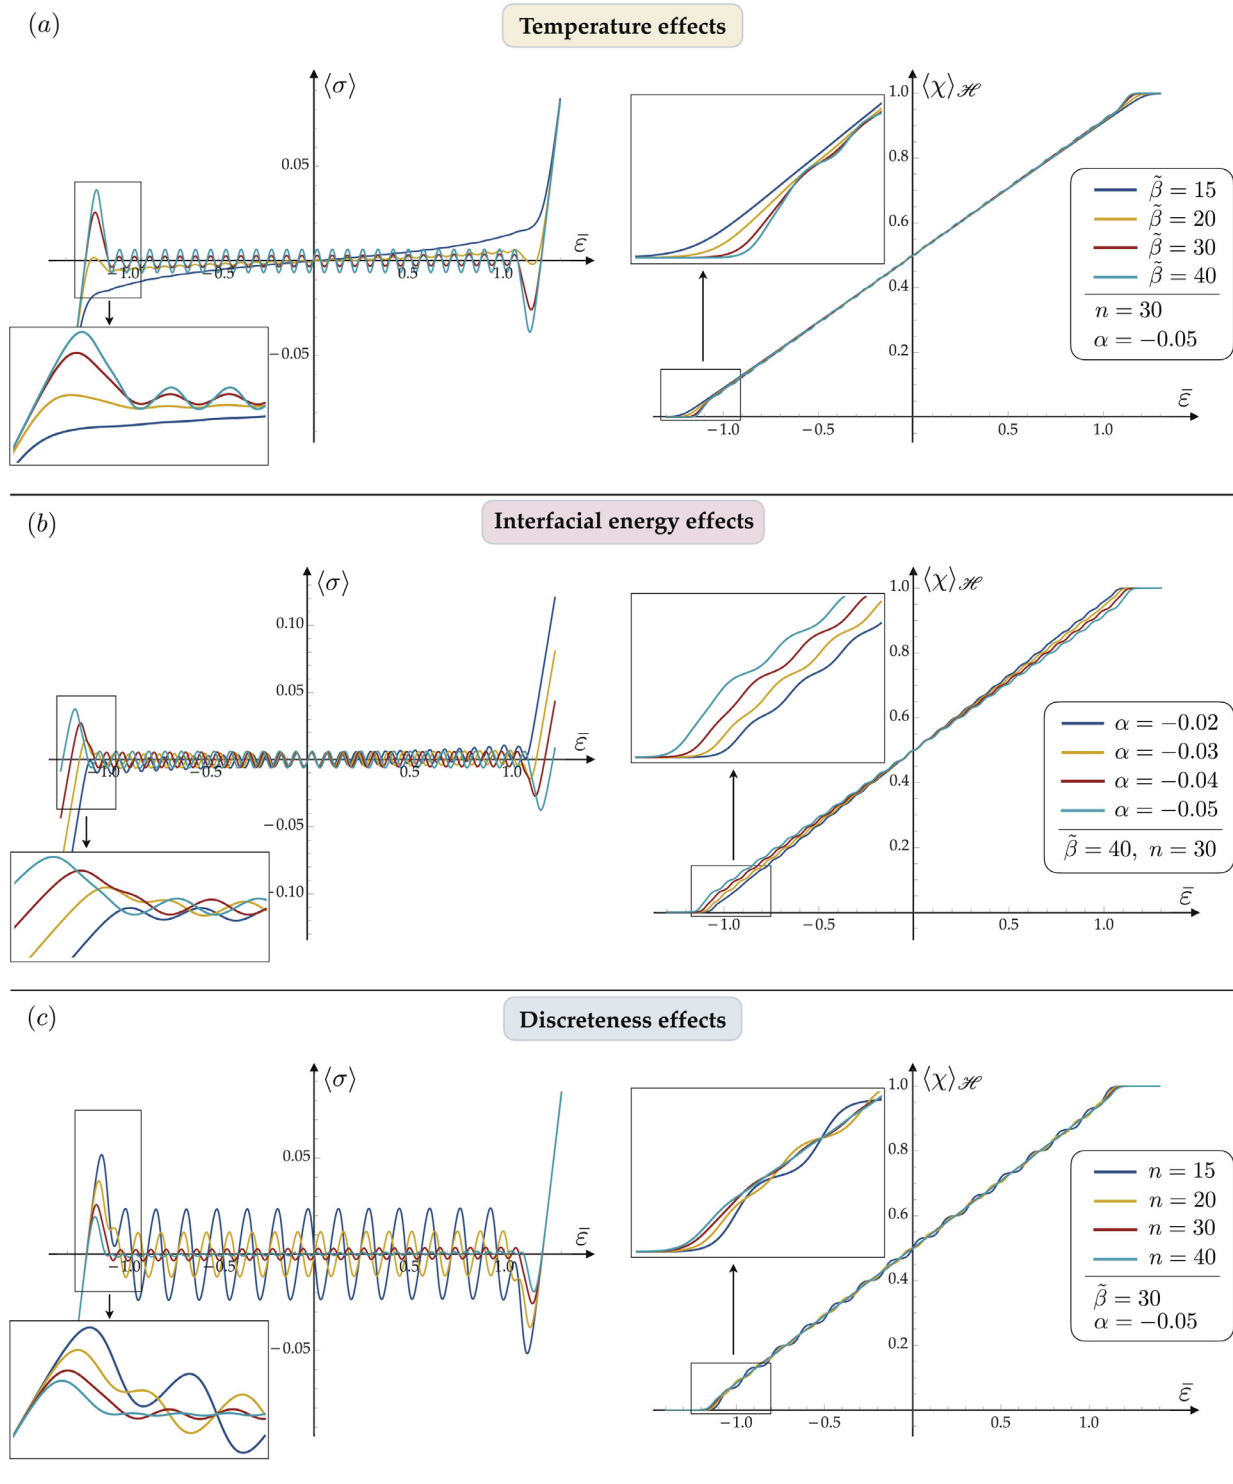 (a)
Temperature effects
⟨σ⟩
0.05
−1.0
−0.5
0.5
1.0
ε̄
−0.05
⟨χ⟩ℋ
1.0
0.8
0.6
0.4
0.2
−1.0
−0.5
0.5
1.0
ε̄
β̃ = 15
β̃ = 20
β̃ = 30
β̃ = 40
n = 30
α = −0.05
(b)
Interfacial energy effects
⟨σ⟩
0.10
0.05
−1.0
−0.5
0.5
1.0
ε̄
−0.05
−0.10
⟨χ⟩ℋ
1.0
0.8
0.6
0.4
0.2
−1.0
−0.5
0.5
1.0
ε̄
α = −0.02
α = −0.03
α = −0.04
α = −0.05
β̃ = 40, n = 30
(c)
Discreteness effects
⟨σ⟩
0.05
−1.0
−0.5
0.5
1.0
ε̄
−0.05
⟨χ⟩ℋ
1.0
0.8
0.6
0.4
0.2
−1.0
−0.5
0.5
1.0
ε̄
n = 15
n = 20
n = 30
n = 40
β̃ = 30
α = −0.05